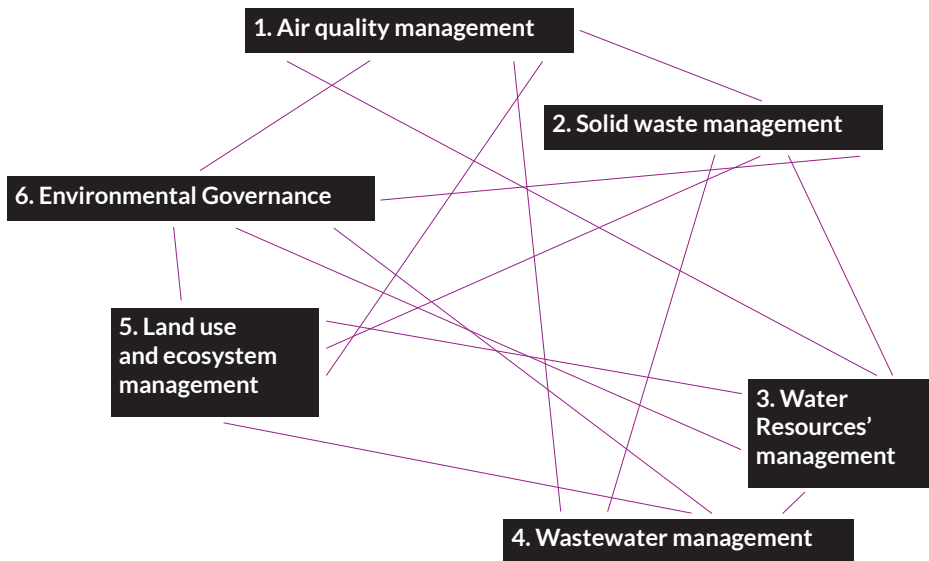 1. Air quality management
2. Solid waste management
6. Environmental Governance
5. Land use
and ecosystem
management
3. Water
Resources’
management
4. Wastewater management